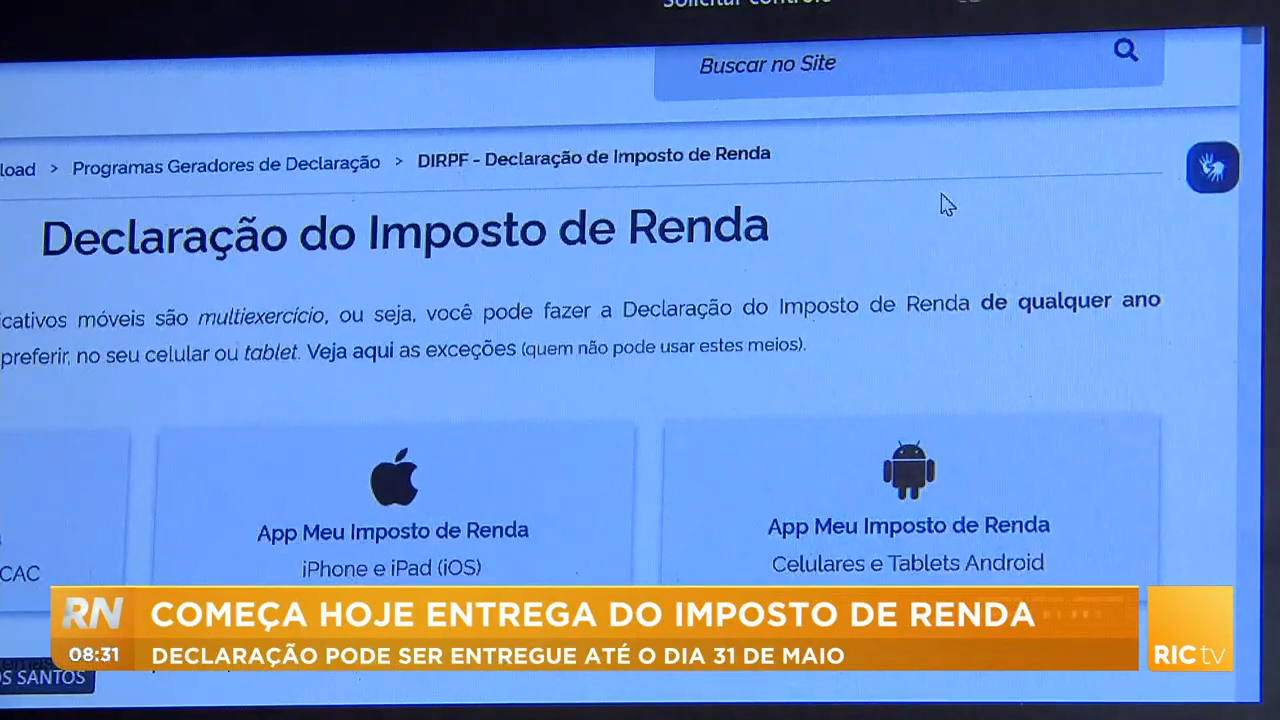 Solicitar controle
Buscar no Site
load > Programas Geradores de Declaração > DIRPF - Declaração de Imposto de Renda
Declaração do Imposto de Renda
icativos móveis são multiexercício, ou seja, você pode fazer a Declaração do Imposto de Renda de qualquer ano
preferir, no seu celular ou tablet. Veja aqui as exceções (quem não pode usar estes meios).
App Meu Imposto de Renda
App Meu Imposto de Renda
CAC
iPhone e iPad (iOS)
Celulares e Tablets Android
RN
COMEÇA HOJE ENTREGA DO IMPOSTO DE RENDA
08:31
DECLARAÇÃO PODE SER ENTREGUE ATÉ O DIA 31 DE MAIO
RICtv
OS SANTOS